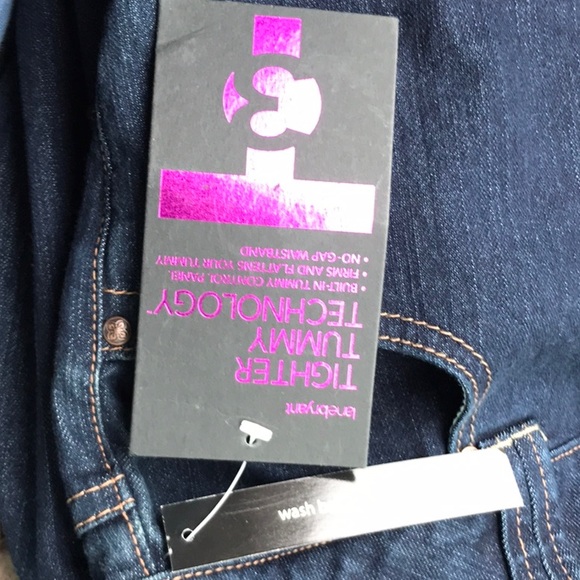 lanebryant
TIGHTER
TUMMY
TECHNOLOGY™
• BUILT-IN TUMMY CONTROL PANEL
• FIRMS AND FLATTENS YOUR TUMMY
• NO-GAP WAISTBAND
wash